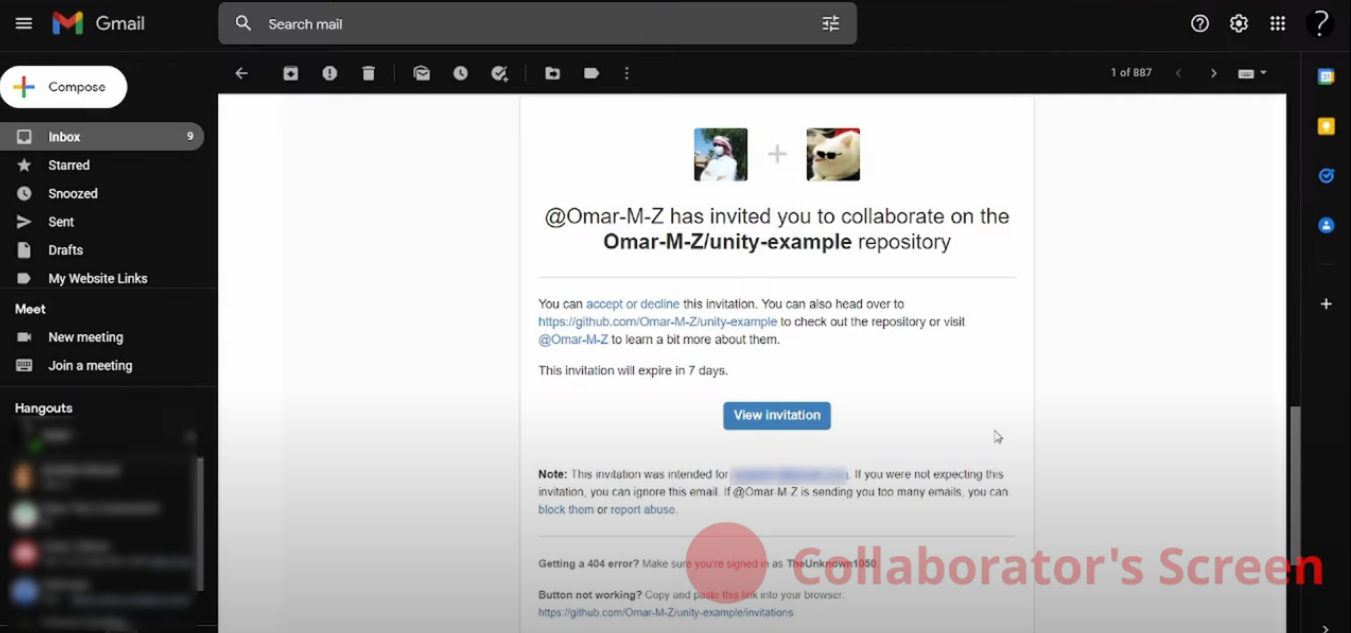 Gmail
Search mail
Compose
1 of 887
Inbox 9
Starred
Snoozed
Sent
Drafts
My Website Links
Meet
New meeting
Join a meeting
Hangouts
@Omar-M-Z has invited you to collaborate on the
Omar-M-Z/unity-example repository
You can accept or decline this invitation. You can also head over to
https://github.com/Omar-M-Z/unity-example to check out the repository or visit
@Omar-M-Z to learn a bit more about them.
This invitation will expire in 7 days.
View invitation
Note: This invitation was intended for . If you were not expecting this
invitation, you can ignore this email. If @Omar-M-Z is sending you too many emails, you can
block them or report abuse.
Getting a 404 error? Make sure you're signed in as TheUnknown1050.
Collaborator's Screen
Button not working? Copy and paste this link into your browser:
https://github.com/Omar-M-Z/unity-example/invitations